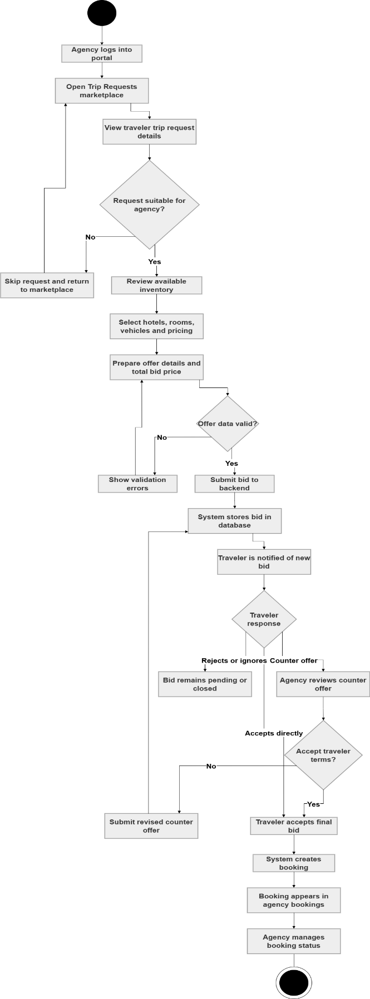 Agency logs into
portal
Open Trip Requests
marketplace
View traveler trip request
details
Request suitable for
agency?
No
Yes
Skip request and return
to marketplace
Review available
inventory
Select hotels, rooms,
vehicles and pricing
Prepare offer details and
total bid price
Offer data valid?
No
Yes
Show validation
errors
Submit bid to
backend
System stores bid in
database
Traveler is notified of new
bid
Traveler
response
Rejects or ignores
Counter offer
Bid remains pending or
closed
Agency reviews counter
offer
Accepts directly
Accept traveler
terms?
No
Yes
Submit revised counter
offer
Traveler accepts final
bid
System creates
booking
Booking appears in
agency bookings
Agency manages
booking status